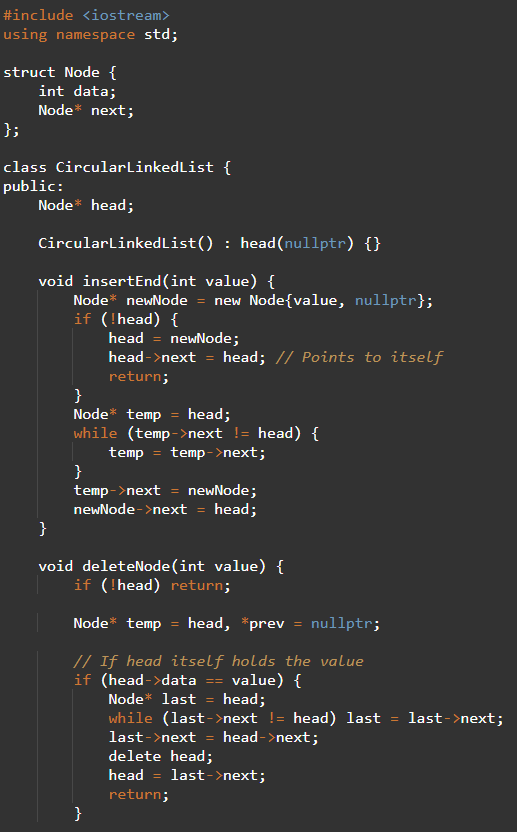 #include <iostream>
using namespace std;

struct Node {
    int data;
    Node* next;
};

class CircularLinkedList {
public:
    Node* head;

    CircularLinkedList() : head(nullptr) {}

    void insertEnd(int value) {
        Node* newNode = new Node{value, nullptr};
        if (!head) {
            head = newNode;
            head->next = head; // Points to itself
            return;
        }
        Node* temp = head;
        while (temp->next != head) {
            temp = temp->next;
        }
        temp->next = newNode;
        newNode->next = head;
    }

    void deleteNode(int value) {
        if (!head) return;

        Node* temp = head, *prev = nullptr;

        // If head itself holds the value
        if (head->data == value) {
            Node* last = head;
            while (last->next != head) last = last->next;
            last->next = head->next;
            delete head;
            head = last->next;
            return;
        }